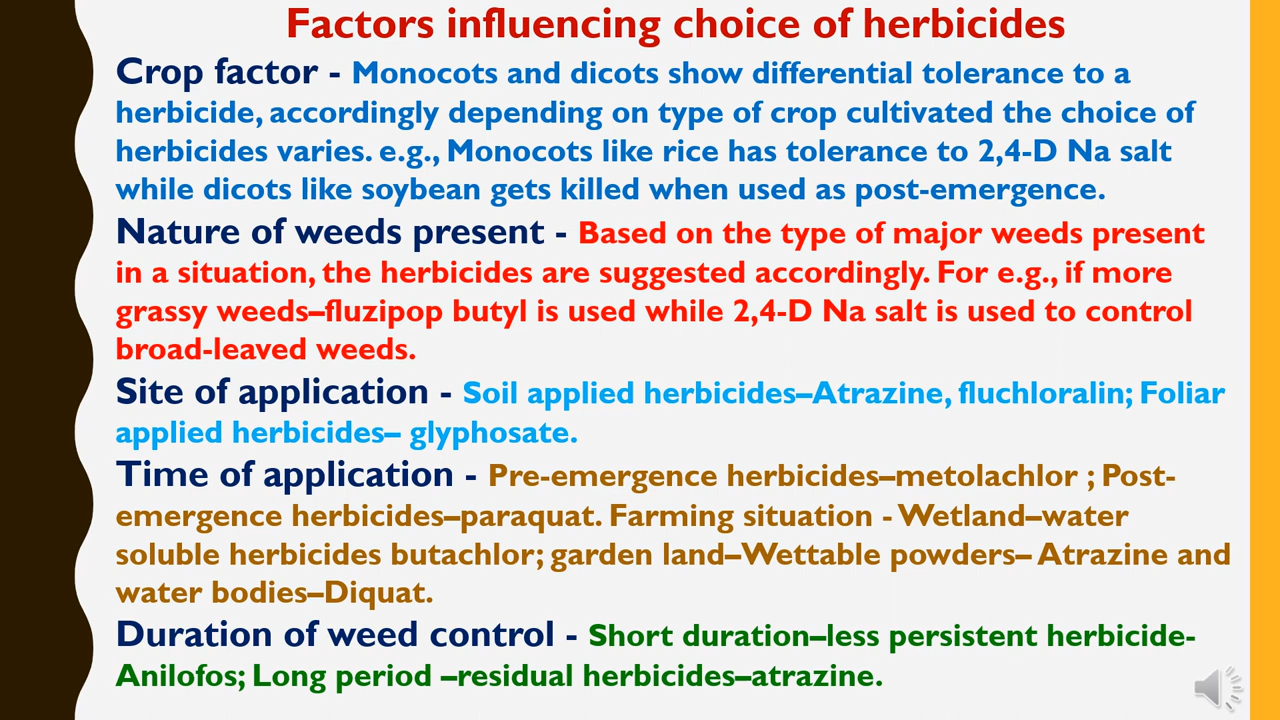 Factors influencing choice of herbicides
Crop factor - Monocots and dicots show differential tolerance to a
herbicide, accordingly depending on type of crop cultivated the choice of
herbicides varies. e.g., Monocots like rice has tolerance to 2,4-D Na salt
while dicots like soybean gets killed when used as post-emergence.
Nature of weeds present - Based on the type of major weeds present
in a situation, the herbicides are suggested accordingly. For e.g., if more
grassy weeds–fluzipop butyl is used while 2,4-D Na salt is used to control
broad-leaved weeds.
Site of application - Soil applied herbicides–Atrazine, fluchloralin; Foliar
applied herbicides– glyphosate.
Time of application - Pre-emergence herbicides–metolachlor ; Post-
emergence herbicides–paraquat. Farming situation - Wetland–water
soluble herbicides butachlor; garden land–Wettable powders– Atrazine and
water bodies–Diquat.
Duration of weed control - Short duration–less persistent herbicide-
Anilofos; Long period –residual herbicides–atrazine.